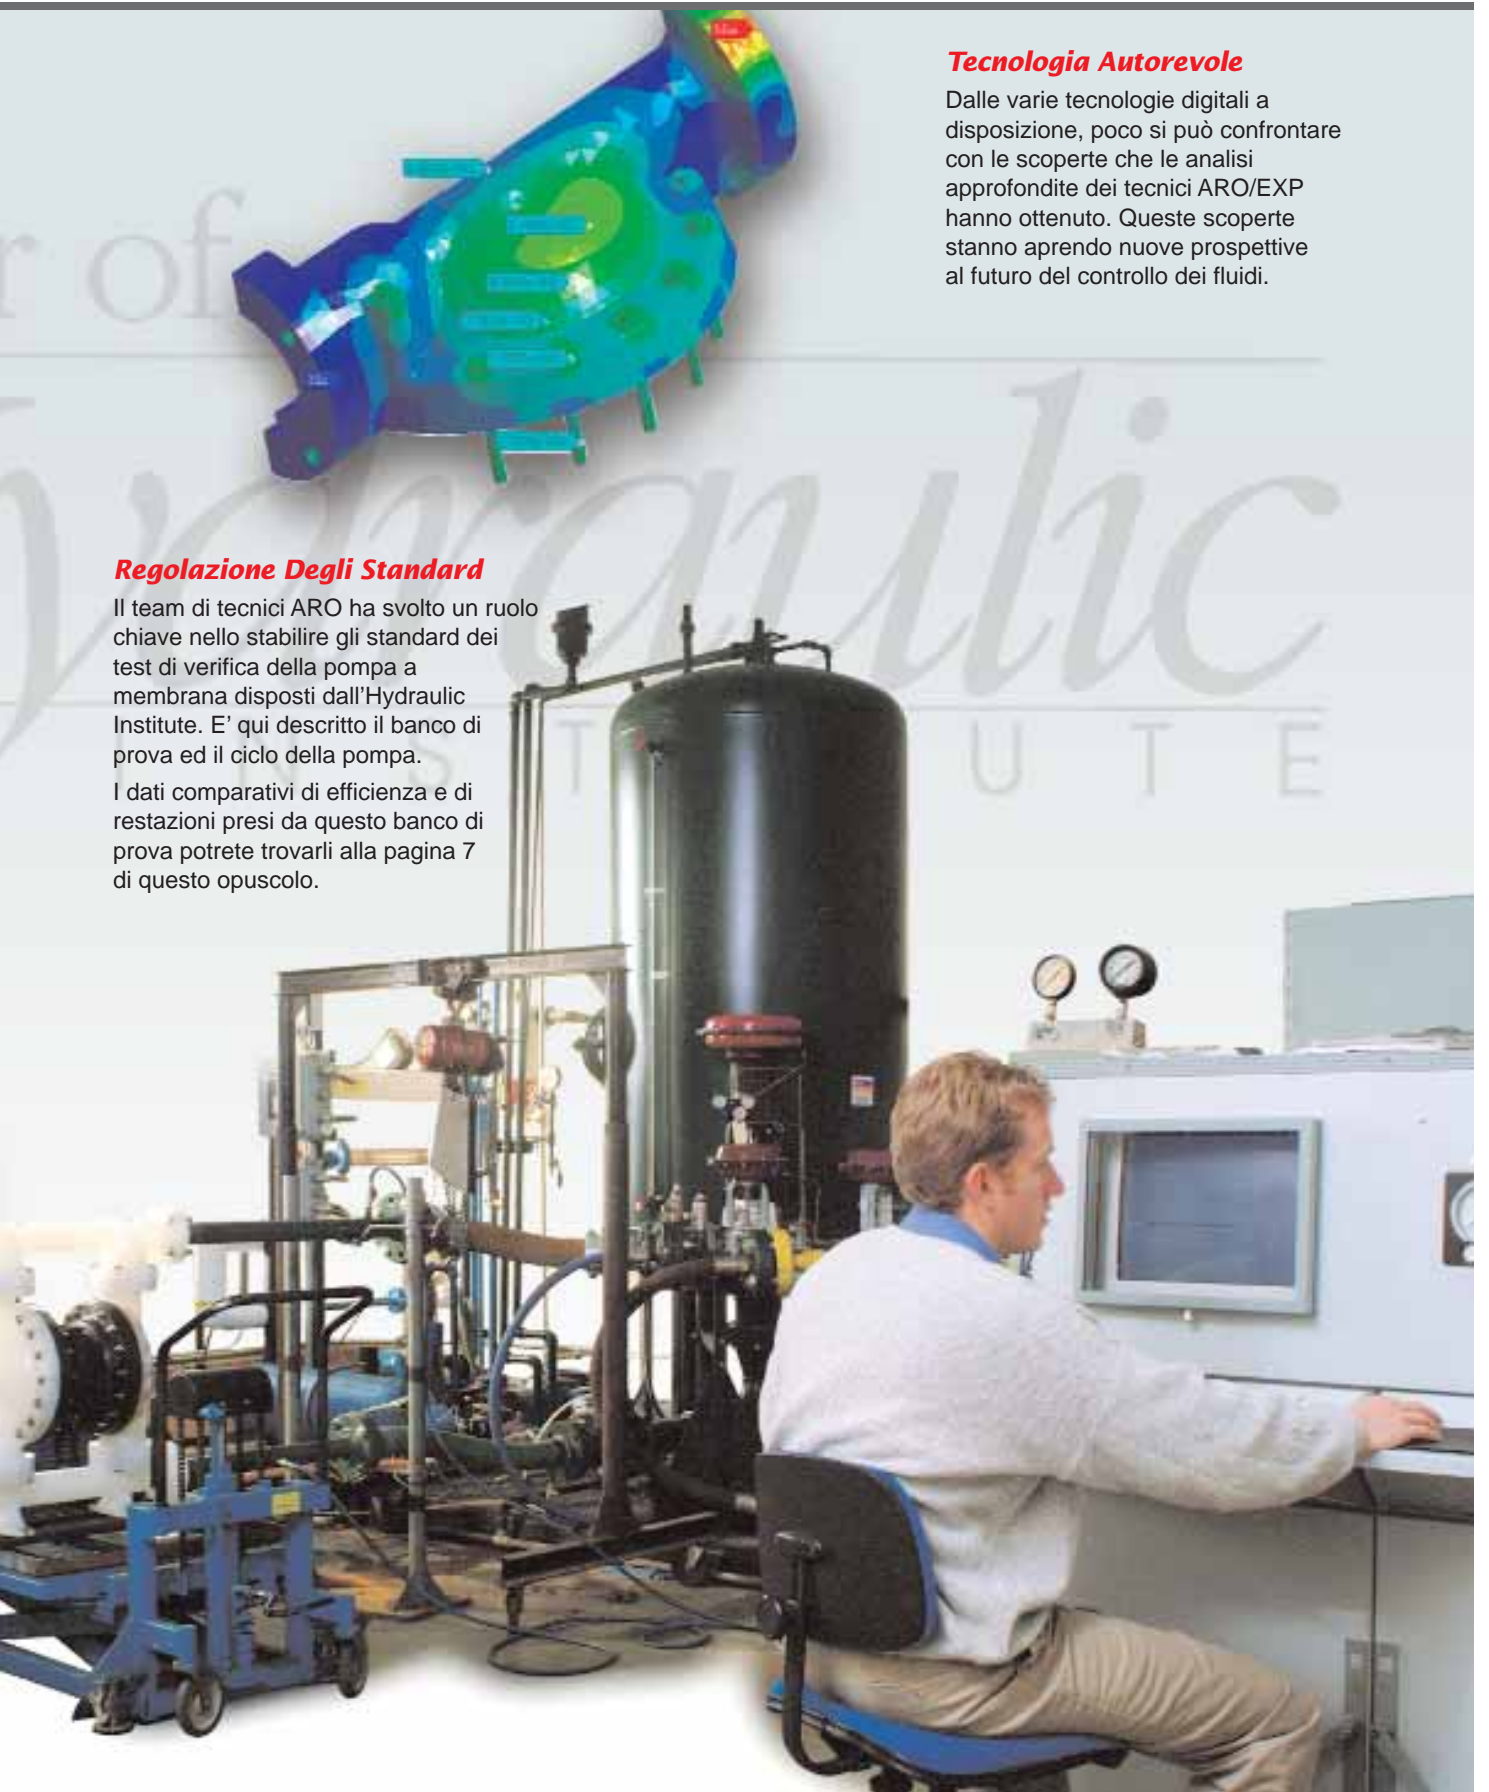 Tecnologia Autorevole
Dalle varie tecnologie digitali a
disposizione, poco si può confrontare
con le scoperte che le analisi
approfondite dei tecnici ARO/EXP
hanno ottenuto. Queste scoperte
stanno aprendo nuove prospettive
al futuro del controllo dei fluidi.
r of
ydraulic
INSTITUTE
Regolazione Degli Standard
Il team di tecnici ARO ha svolto un ruolo
chiave nello stabilire gli standard dei
test di verifica della pompa a
membrana disposti dall'Hydraulic
Institute. E' qui descritto il banco di
prova ed il ciclo della pompa.
I dati comparativi di efficienza e di
restazioni presi da questo banco di
prova potrete trovarli alla pagina 7
di questo opuscolo.